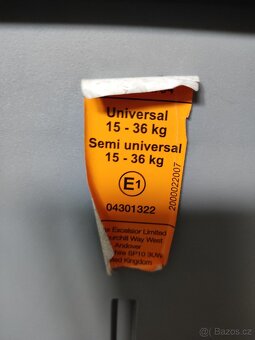 Universal
15 - 36 kg
Semi universal
15 - 36 kg
E1
04301322
2000022007
Excelsior Limited
Way West
Andover
SP10 3UW
Kingdom
bazos.cz